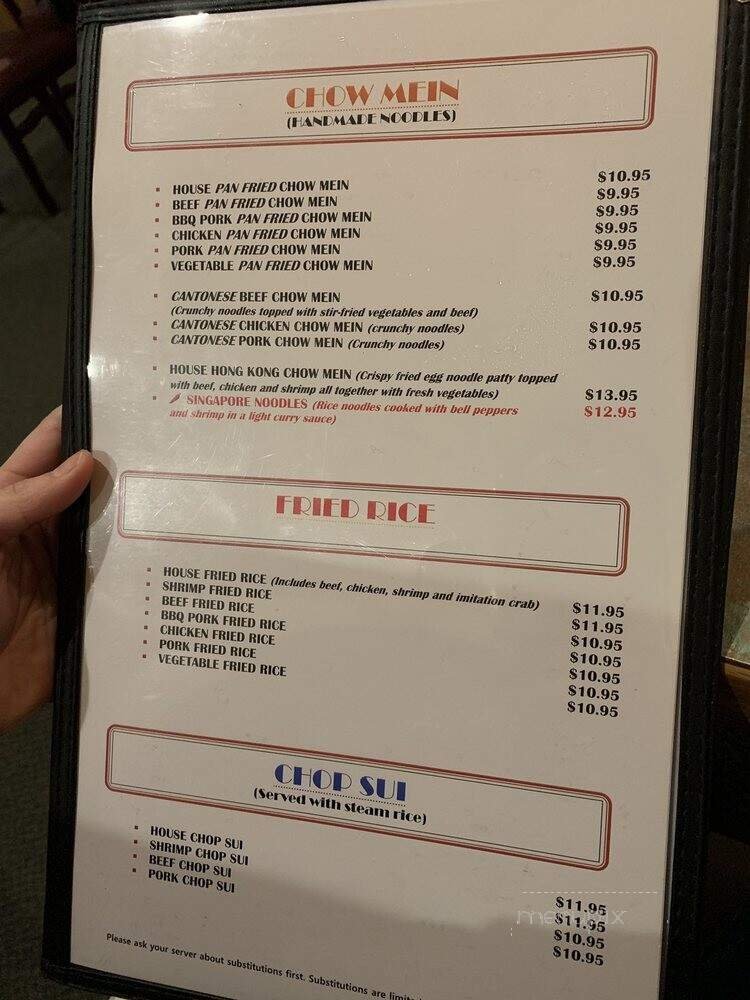 CHOW MEIN
(HANDMADE NOODLES)
HOUSE PAN FRIED CHOW MEIN $10.95
BEEF PAN FRIED CHOW MEIN $9.95
BBQ PORK PAN FRIED CHOW MEIN $9.95
CHICKEN PAN FRIED CHOW MEIN $9.95
PORK PAN FRIED CHOW MEIN $9.95
VEGETABLE PAN FRIED CHOW MEIN $9.95
CANTONESE BEEF CHOW MEIN $10.95
(Crunchy noodles topped with stir-fried vegetables and beef)
CANTONESE CHICKEN CHOW MEIN (crunchy noodles) $10.95
CANTONESE PORK CHOW MEIN (Crunchy noodles) $10.95
HOUSE HONG KONG CHOW MEIN (Crispy fried egg noodle patty topped
with beef, chicken and shrimp all together with fresh vegetables) $13.95
SINGAPORE NOODLES (Rice noodles cooked with bell peppers $12.95
and shrimp in a light curry sauce)
FRIED RICE
HOUSE FRIED RICE (Includes beef, chicken, shrimp and imitation crab) $11.95
SHRIMP FRIED RICE $11.95
BEEF FRIED RICE $10.95
BBQ PORK FRIED RICE $10.95
CHICKEN FRIED RICE $10.95
PORK FRIED RICE $10.95
VEGETABLE FRIED RICE $10.95
CHOP SUI
(Served with steam rice)
HOUSE CHOP SUI $11.95
SHRIMP CHOP SUI $11.95
BEEF CHOP SUI $10.95
PORK CHOP SUI $10.95
Please ask your server about substitutions first. Substitutions are limite